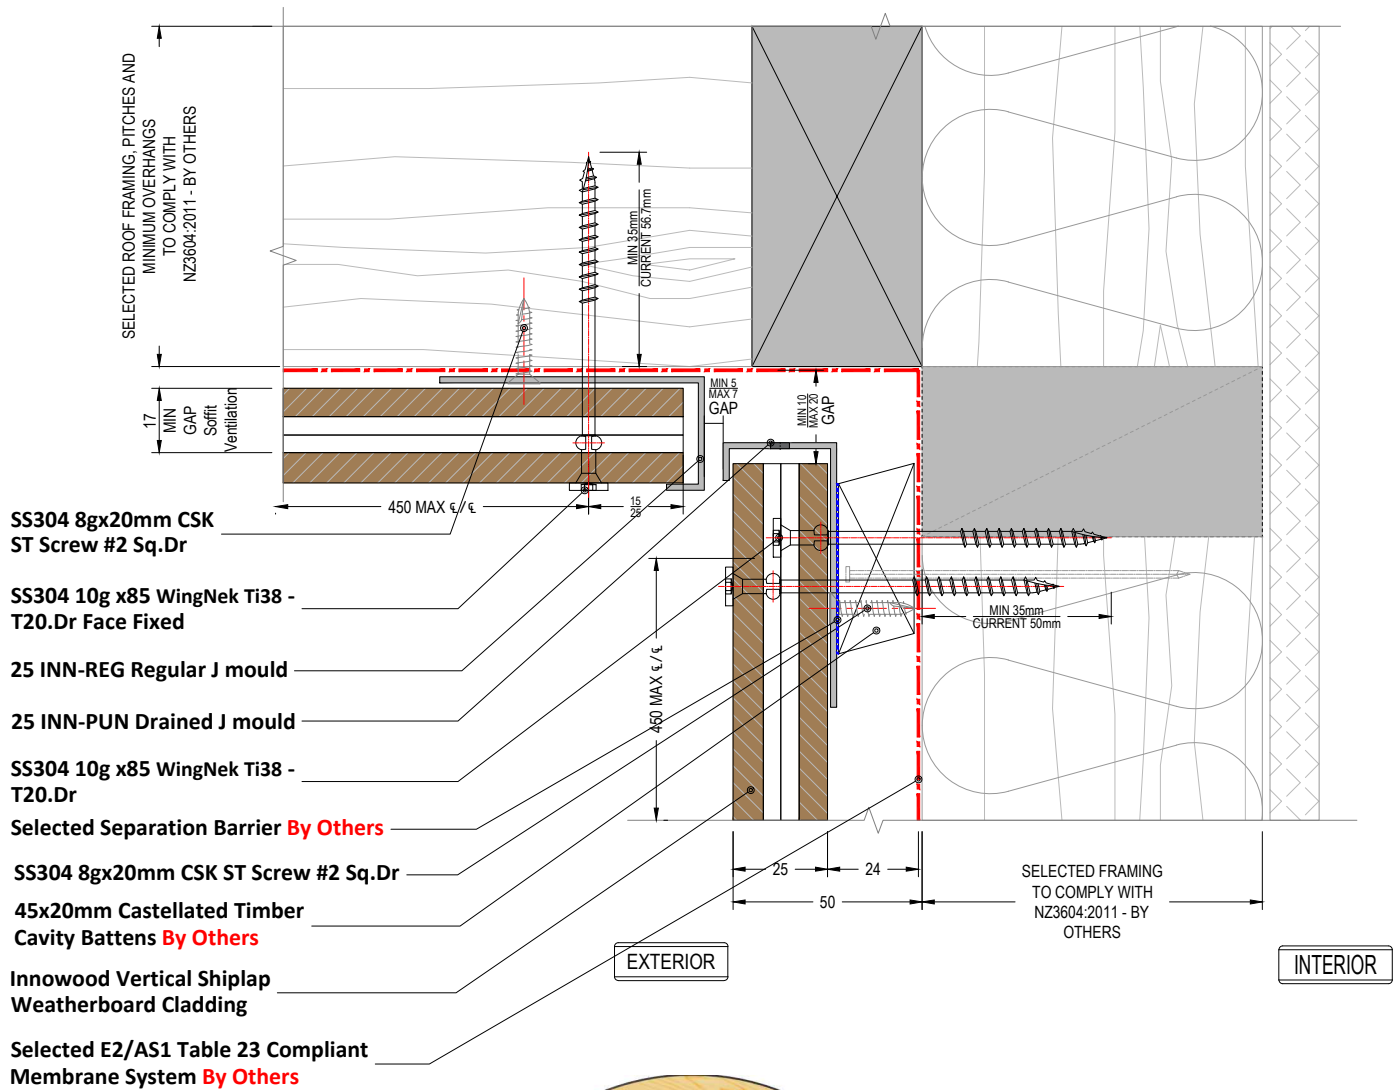 SELECTED ROOF FRAMING, PITCHES AND
MINIMUM OVERHANGS
TO COMPLY WITH
NZ3604:2011 - BY OTHERS
MIN 35mm
CURRENT 56.7mm
17
MIN
GAP
Soffit
Ventilation
MIN 5
MAX 7
GAP
MIN 10
MAX 20
GAP
450 MAX ℄/℄
15
25
SS304 8gx20mm CSK
ST Screw #2 Sq.Dr
SS304 10g x85 WingNek Ti38 -
T20.Dr Face Fixed
25 INN-REG Regular J mould
25 INN-PUN Drained J mould
SS304 10g x85 WingNek Ti38 -
T20.Dr
Selected Separation Barrier By Others
SS304 8gx20mm CSK ST Screw #2 Sq.Dr
45x20mm Castellated Timber
Cavity Battens By Others
Innowood Vertical Shiplap
Weatherboard Cladding
Selected E2/AS1 Table 23 Compliant
Membrane System By Others
450 MAX ℄/℄
MIN 35mm
CURRENT 50mm
25
24
50
SELECTED FRAMING
TO COMPLY WITH
NZ3604:2011 - BY
OTHERS
EXTERIOR
INTERIOR